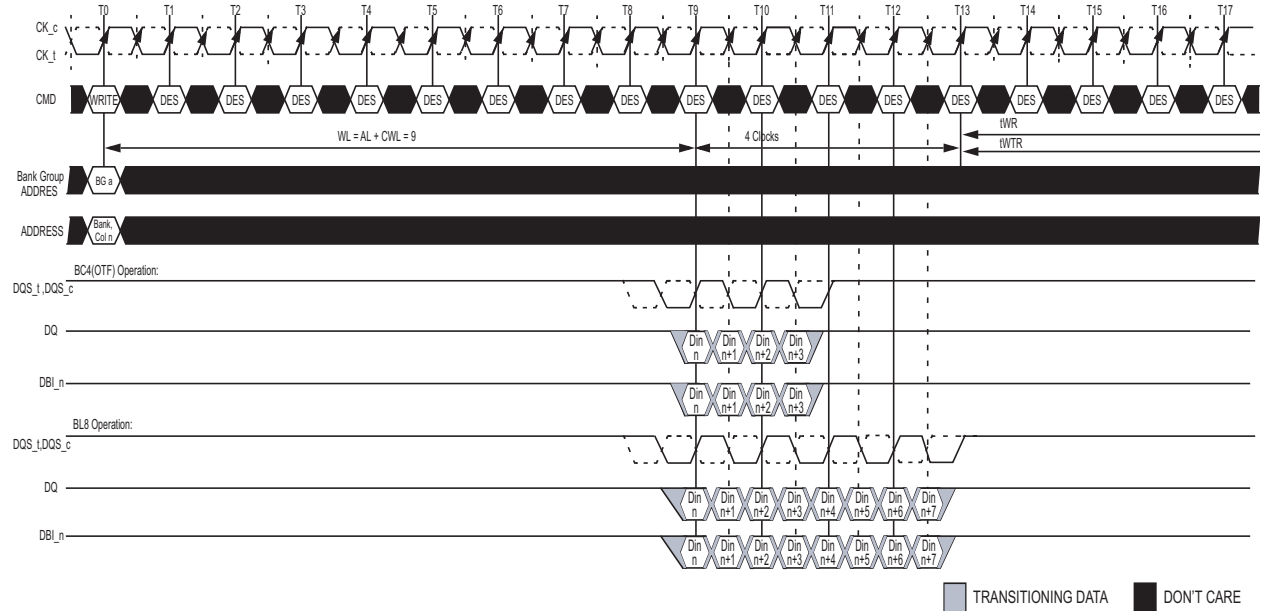 T0 T1 T2 T3 T4 T5 T6 T7 T8 T9 T10 T11 T12 T13 T14 T15 T16 T17
CK_c
CK_t
CMD WRITE DES DES DES DES DES DES DES DES DES DES DES DES DES DES DES DES DES
tWR
WL = AL + CWL = 9 4 Clocks
tWTR
Bank Group
ADDRES
BG a
ADDRESS
Bank,
Col n
BC4(OTF) Operation:
DQS_t ,DQS_c
DQ
Din Din Din Din
n n+1 n+2 n+3
DBI_n
Din Din Din Din
n n+1 n+2 n+3
BL8 Operation:
DQS_t,DQS_c
DQ
Din Din Din Din Din Din Din Din
n n+1 n+2 n+3 n+4 n+5 n+6 n+7
DBI_n
Din Din Din Din Din Din Din Din
n n+1 n+2 n+3 n+4 n+5 n+6 n+7
TRANSITIONING DATA DON'T CARE